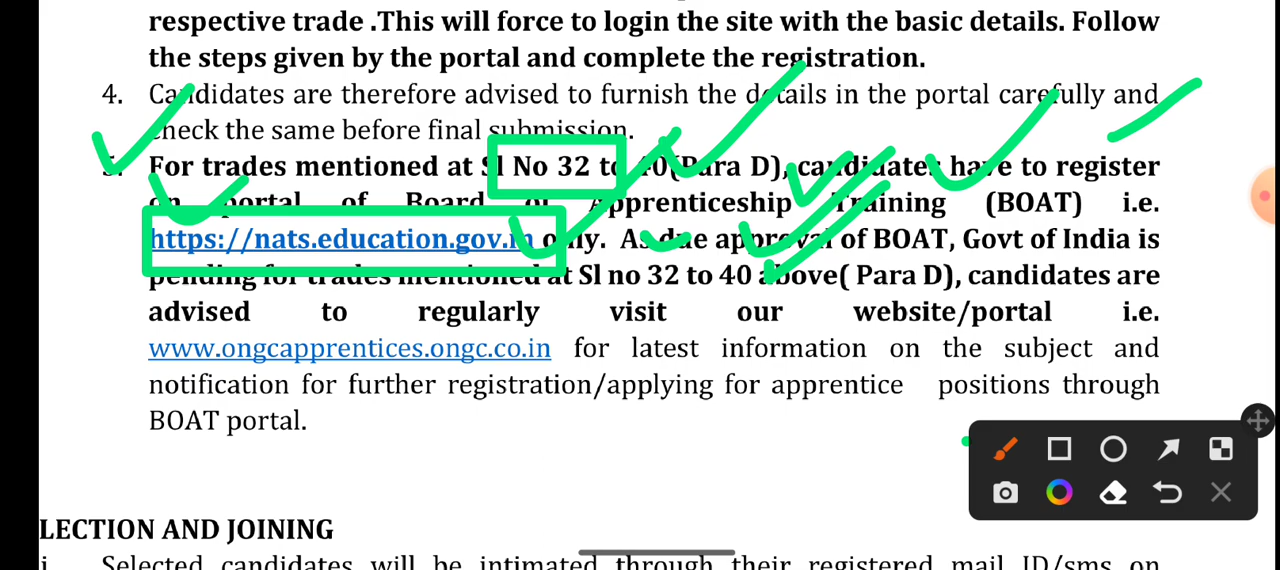 respective trade .This will force to login the site with the basic details. Follow
the steps given by the portal and complete the registration.
4. Candidates are therefore advised to furnish the details in the portal carefully and
check the same before final submission.
5. For trades mentioned at Sl No 32 to 40(Para D), candidates have to register
on portal of Board of Apprenticeship Training (BOAT) i.e.
https://nats.education.gov.in only. As due approval of BOAT, Govt of India is
pending for trades mentioned at Sl no 32 to 40 above( Para D), candidates are
advised to regularly visit our website/portal i.e.
www.ongcapprentices.ongc.co.in for latest information on the subject and
notification for further registration/applying for apprentice positions through
BOAT portal.
LECTION AND JOINING
i. Selected candidates will be intimated through their registered mail ID/sms on